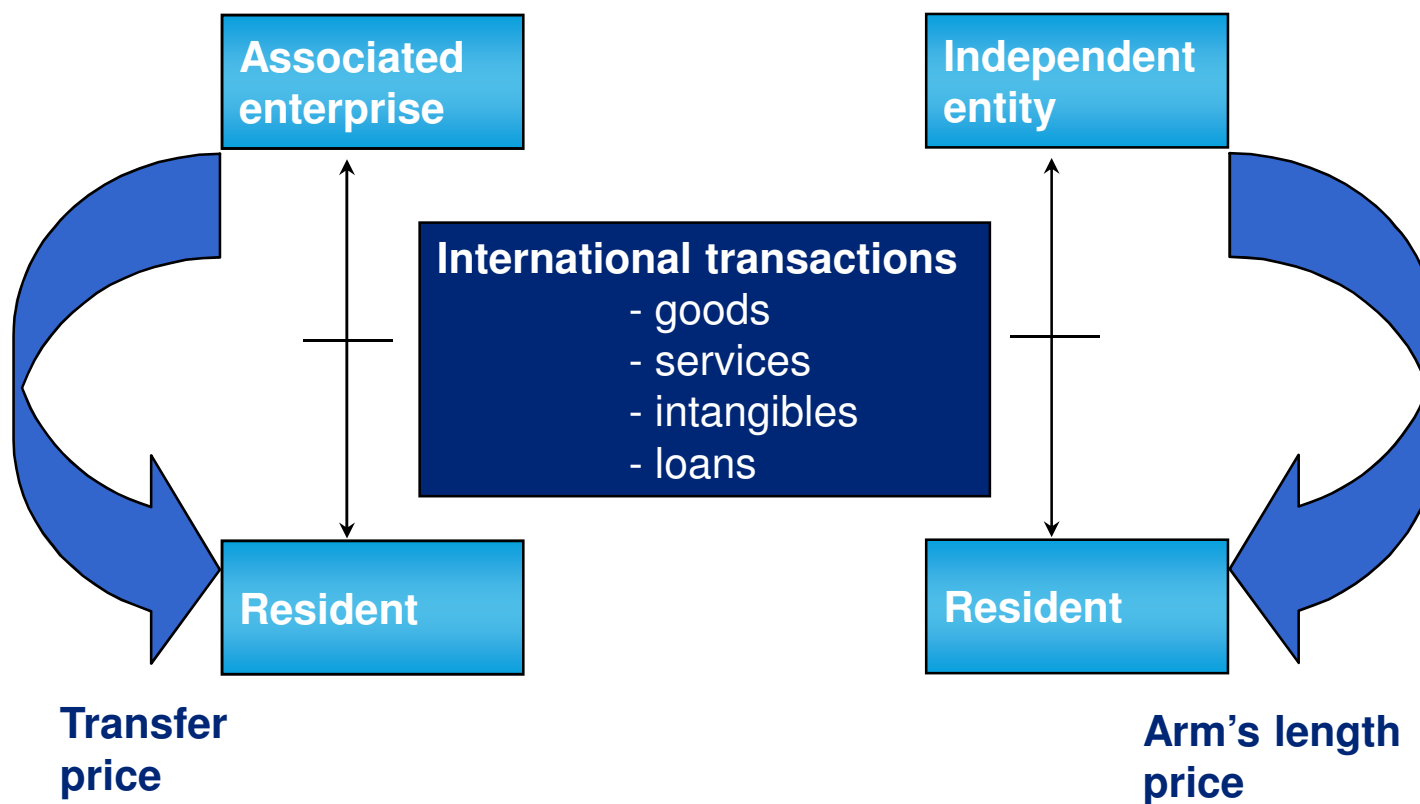 Associated
enterprise
Independent
entity
International transactions
- goods
- services
- intangibles
- loans
Resident
Resident
Transfer
price
Arm's length
price